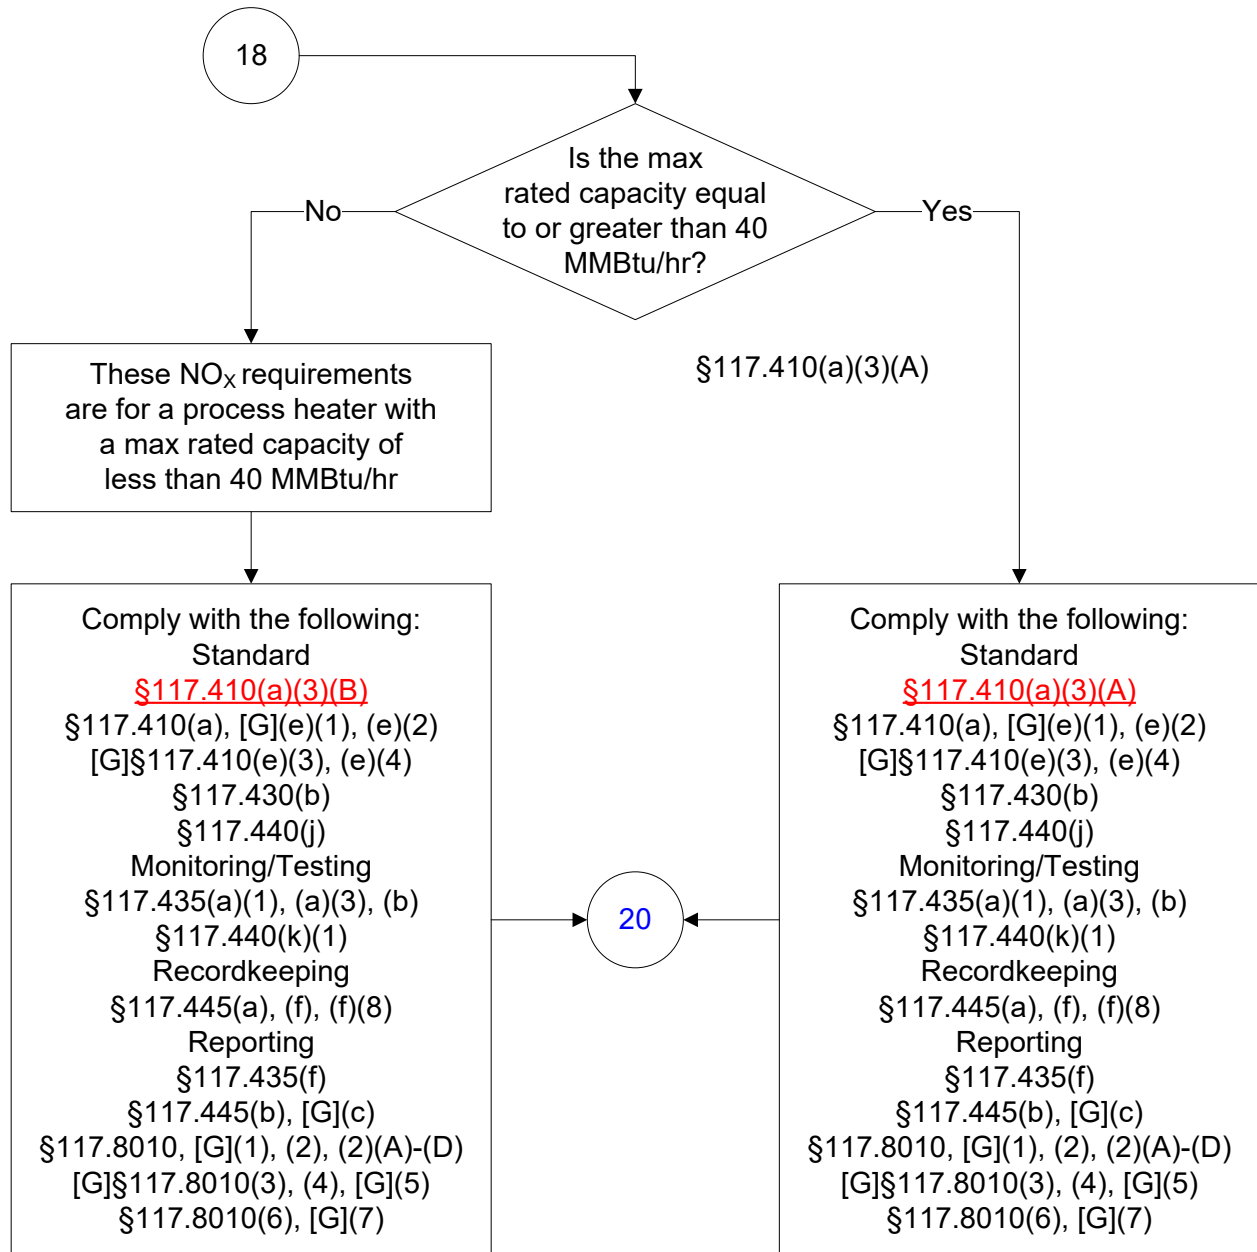 18
Is the max
rated capacity equal
to or greater than 40
MMBtu/hr?
No
Yes
§117.410(a)(3)(A)
These NOX requirements
are for a process heater with
a max rated capacity of
less than 40 MMBtu/hr
Comply with the following:
Standard
§117.410(a)(3)(B)
§117.410(a), [G](e)(1), (e)(2)
[G]§117.410(e)(3), (e)(4)
§117.430(b)
§117.440(j)
Monitoring/Testing
§117.435(a)(1), (a)(3), (b)
§117.440(k)(1)
Recordkeeping
§117.445(a), (f), (f)(8)
Reporting
§117.435(f)
§117.445(b), [G](c)
§117.8010, [G](1), (2), (2)(A)-(D)
[G]§117.8010(3), (4), [G](5)
§117.8010(6), [G](7)
20
Comply with the following:
Standard
§117.410(a)(3)(A)
§117.410(a), [G](e)(1), (e)(2)
[G]§117.410(e)(3), (e)(4)
§117.430(b)
§117.440(j)
Monitoring/Testing
§117.435(a)(1), (a)(3), (b)
§117.440(k)(1)
Recordkeeping
§117.445(a), (f), (f)(8)
Reporting
§117.435(f)
§117.445(b), [G](c)
§117.8010, [G](1), (2), (2)(A)-(D)
[G]§117.8010(3), (4), [G](5)
§117.8010(6), [G](7)